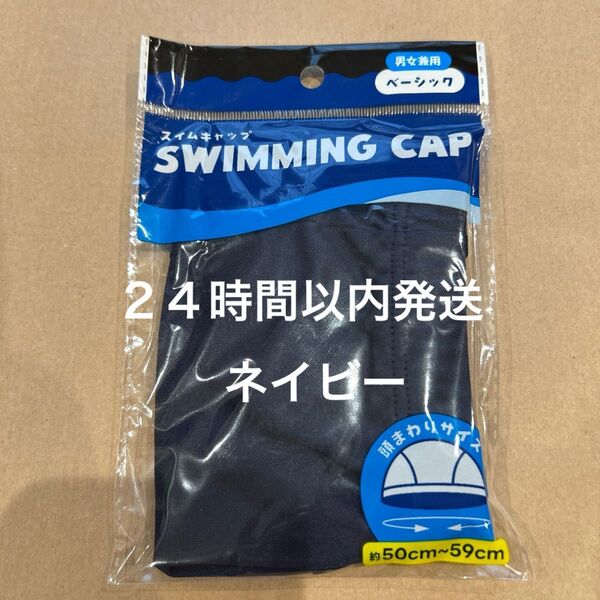 男女兼用
ベーシック
スイムキャップ
SWIMMING CAP
24時間以内発送
ネイビー
頭まわりサイズ
約50cm~59cm